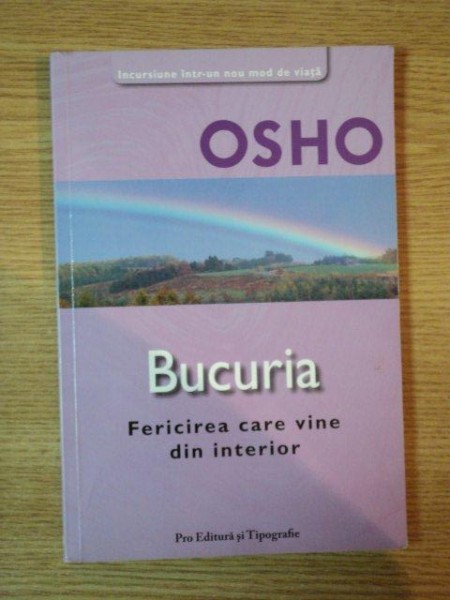 Incursiune într-un nou mod de viață
OSHO
Bucuria
Fericirea care vine
din interior
Pro Editură și Tipografie